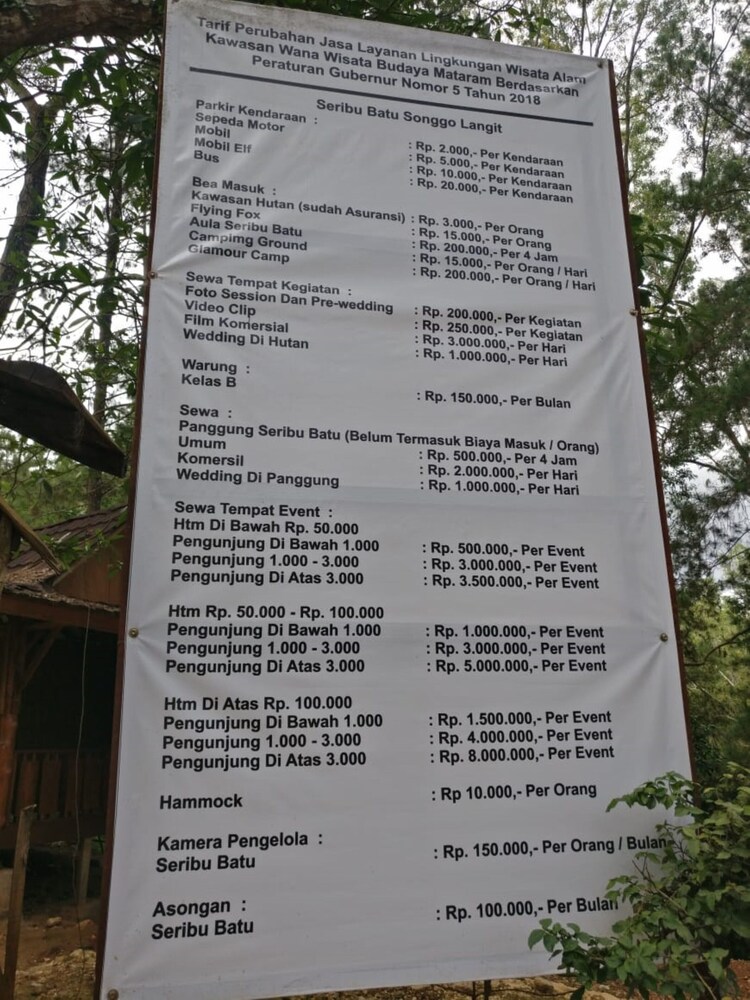 Tarif Perubahan Jasa Layanan Lingkungan Wisata Alam
Kawasan Wana Wisata Budaya Mataram Berdasarkan
Peraturan Gubernur Nomor 5 Tahun 2018
Seribu Batu Songgo Langit
Parkir Kendaraan :
Sepeda Motor : Rp. 2.000,- Per Kendaraan
Mobil : Rp. 5.000,- Per Kendaraan
Mobil Elf : Rp. 10.000,- Per Kendaraan
Bus : Rp. 20.000,- Per Kendaraan
Bea Masuk :
Kawasan Hutan (sudah Asuransi) : Rp. 3.000,- Per Orang
Flying Fox : Rp. 15.000,- Per Orang
Aula Seribu Batu : Rp. 200.000,- Per 4 Jam
Campimg Ground : Rp. 15.000,- Per Orang / Hari
Glamour Camp : Rp. 200.000,- Per Orang / Hari
Sewa Tempat Kegiatan :
Foto Session Dan Pre-wedding : Rp. 200.000,- Per Kegiatan
Video Clip : Rp. 250.000,- Per Kegiatan
Film Komersial : Rp. 3.000.000,- Per Hari
Wedding Di Hutan : Rp. 1.000.000,- Per Hari
Warung :
Kelas B : Rp. 150.000,- Per Bulan
Sewa :
Panggung Seribu Batu (Belum Termasuk Biaya Masuk / Orang)
Umum : Rp. 500.000,- Per 4 Jam
Komersil : Rp. 2.000.000,- Per Hari
Wedding Di Panggung : Rp. 1.000.000,- Per Hari
Sewa Tempat Event :
Htm Di Bawah Rp. 50.000
Pengunjung Di Bawah 1.000 : Rp. 500.000,- Per Event
Pengunjung 1.000 - 3.000 : Rp. 3.000.000,- Per Event
Pengunjung Di Atas 3.000 : Rp. 3.500.000,- Per Event
Htm Rp. 50.000 - Rp. 100.000
Pengunjung Di Bawah 1.000 : Rp. 1.000.000,- Per Event
Pengunjung 1.000 - 3.000 : Rp. 3.000.000,- Per Event
Pengunjung Di Atas 3.000 : Rp. 5.000.000,- Per Event
Htm Di Atas Rp. 100.000
Pengunjung Di Bawah 1.000 : Rp. 1.500.000,- Per Event
Pengunjung 1.000 - 3.000 : Rp. 4.000.000,- Per Event
Pengunjung Di Atas 3.000 : Rp. 8.000.000,- Per Event
Hammock : Rp 10.000,- Per Orang
Kamera Pengelola :
Seribu Batu : Rp. 150.000,- Per Orang / Bulan
Asongan :
Seribu Batu : Rp. 100.000,- Per Bulan